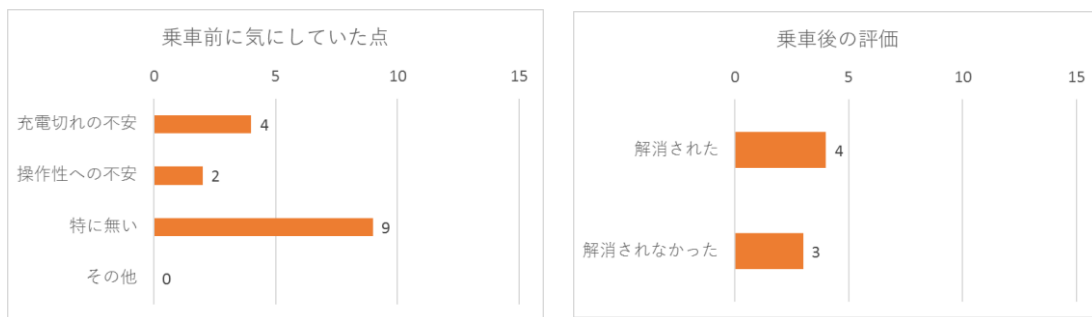 乗車前に気にしていた点
0 5 10 15
充電切れの不安 4
操作性への不安 2
特に無い 9
その他 0
乗車後の評価
0 5 10 15
解消された 4
解消されなかった 3